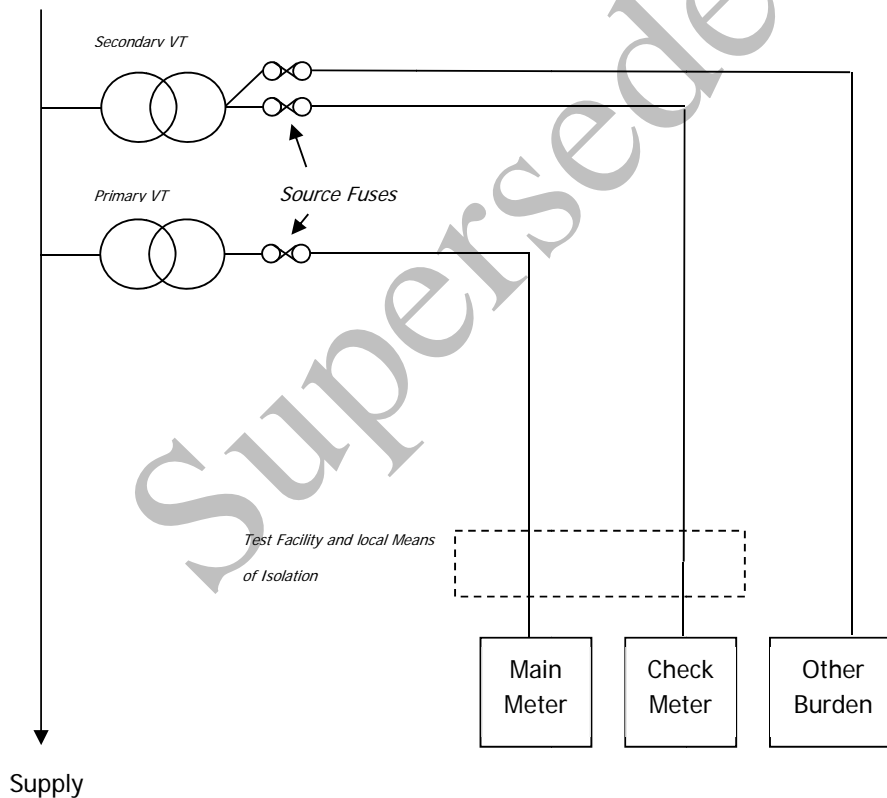 Secondary VT
Primary VT
Source Fuses
Supersede
Test Facility and local Means
of Isolation
Main
Meter
Check
Meter
Other
Burden
Supply